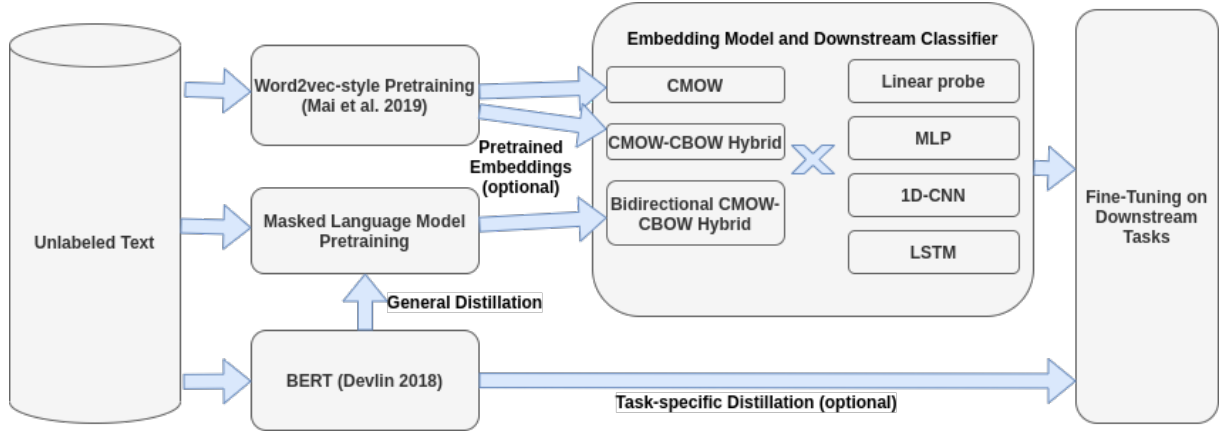 Unlabeled Text
Word2vec-style Pretraining
(Mai et al. 2019)
Pretrained
Embeddings
(optional)
Masked Language Model
Pretraining
General Distillation
BERT (Devlin 2018)
Task-specific Distillation (optional)
Embedding Model and Downstream Classifier
CMOW
CMOW-CBOW Hybrid
Bidirectional CMOW-
CBOW Hybrid
Linear probe
MLP
1D-CNN
LSTM
Fine-Tuning on
Downstream
Tasks